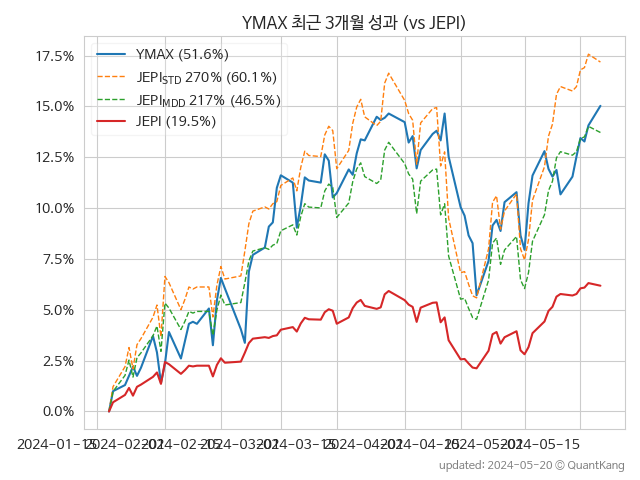 YMAX 최근 3개월 성과 (vs JEPI)
YMAX (51.6%)
JEPI_STD 270% (60.1%)
JEPI_MDD 217% (46.5%)
JEPI (19.5%)
17.5%
15.0%
12.5%
10.0%
7.5%
5.0%
2.5%
0.0%
2024-01-15 2024-02-01 2024-02-15 2024-03-01 2024-03-15 2024-04-01 2024-04-15 2024-05-01 2024-05-15
updated: 2024-05-20 © QuantKang